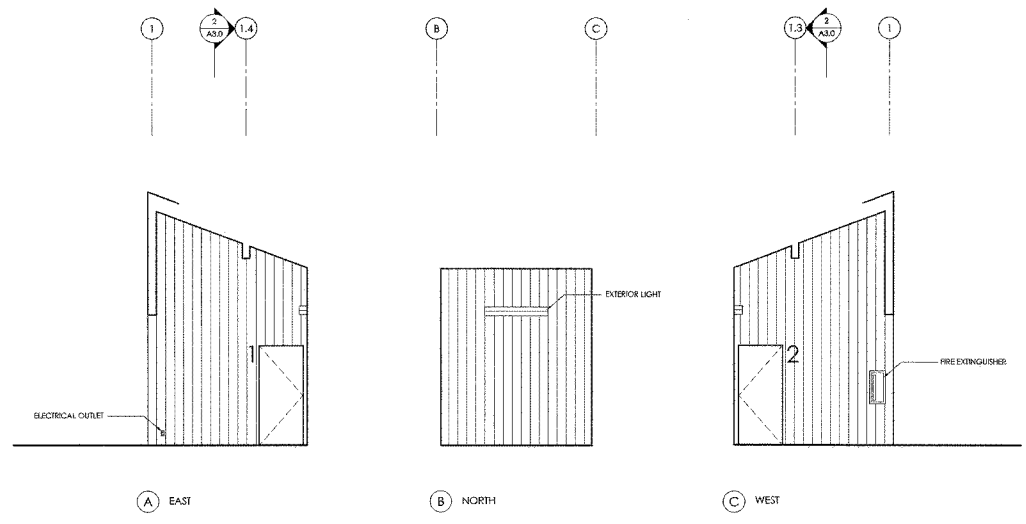 1
2
A3.0
1.4
B
C
1.3
2
A3.0
1
EXTERIOR LIGHT
1
2
FIRE EXTINGUISHER
ELECTRICAL OUTLET
A EAST
B NORTH
C WEST